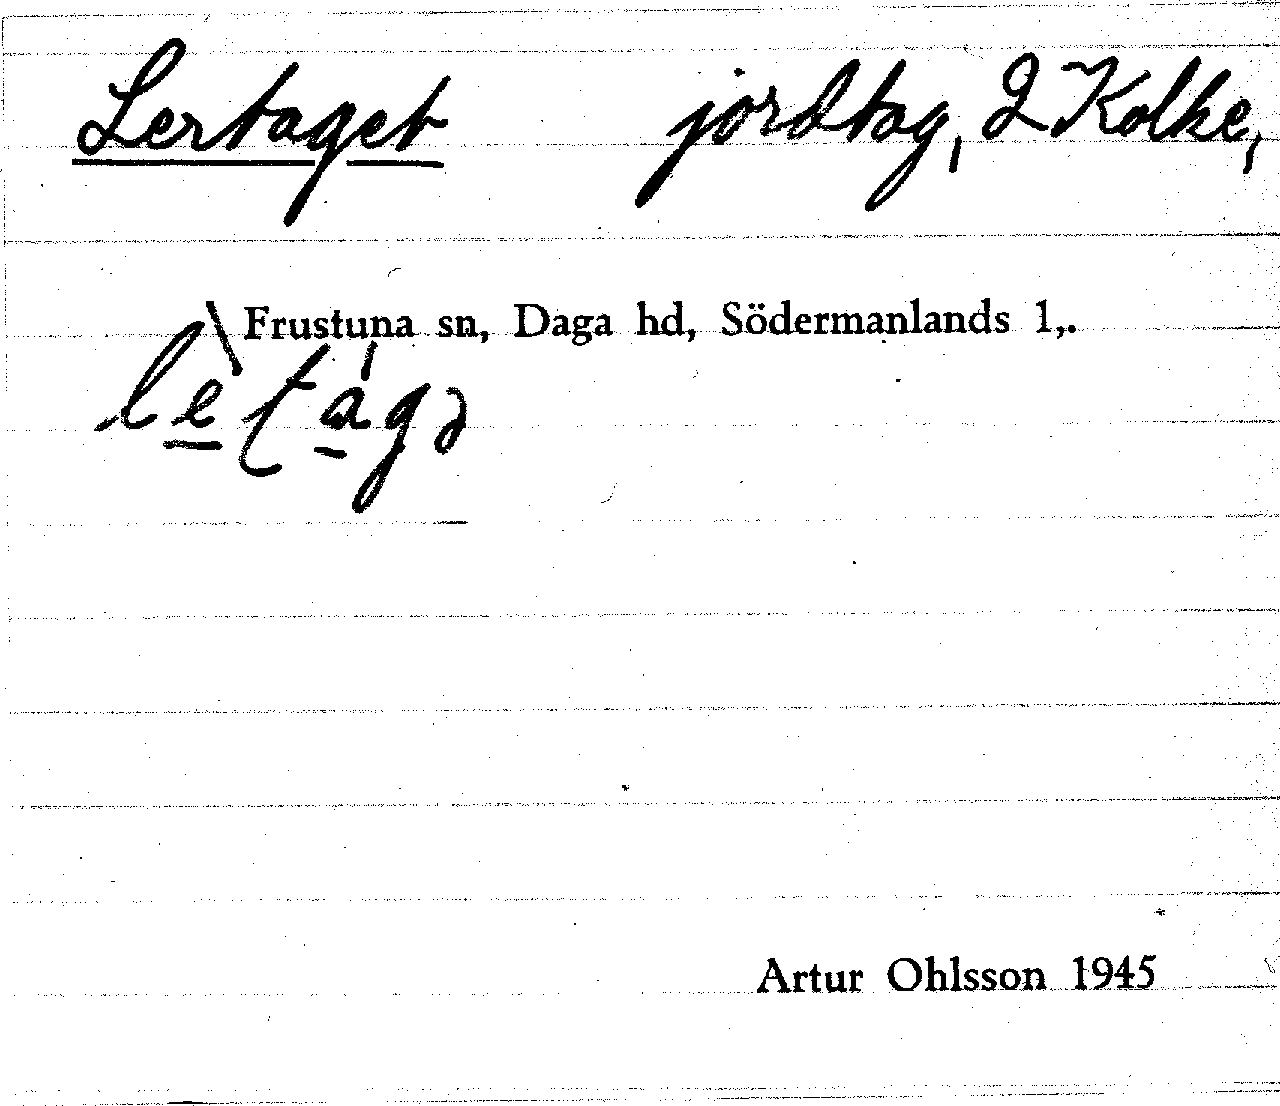 Lertaget jordtag, L Kolke,
Frustuna sn, Daga hd, Södermanlands l,.
lètágə
Artur Ohlsson 1945